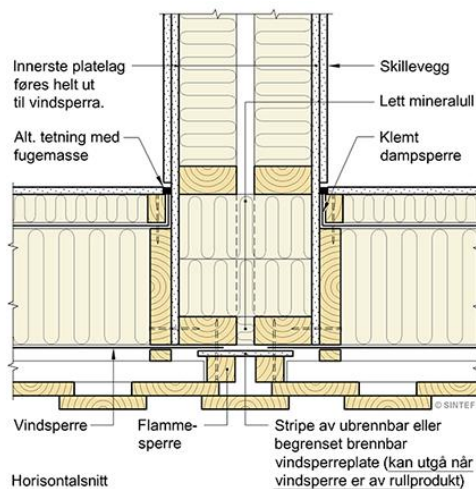 Innerste platelag
føres helt ut
til vindsperra.
Alt. tetning med
fugemasse
Skillevegg
Lett mineralull
Klemt
dampsperre
© SINTEF
Vindsperre
Flamme-
sperre
Stripe av ubrennbar eller
begrenset brennbar
vindsperreplate (kan utgå når
vindsperre er av rullprodukt)
Horisontalsnitt